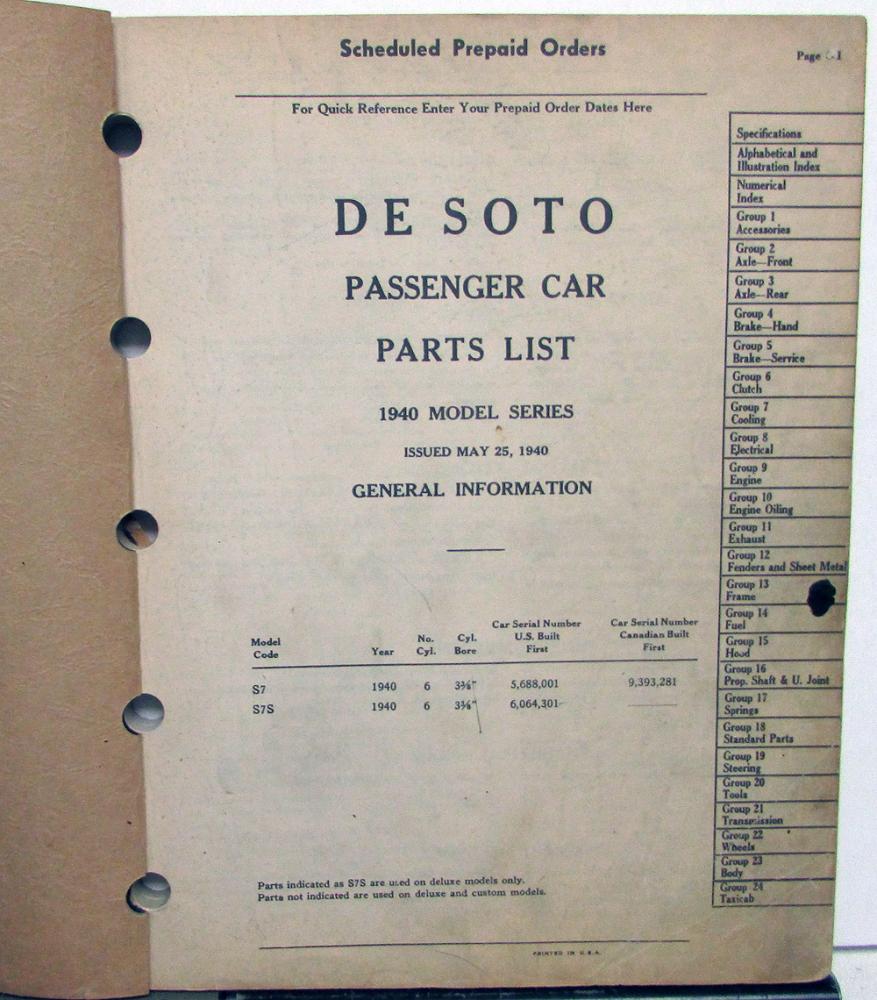 Scheduled Prepaid Orders
Page 1
For Quick Reference Enter Your Prepaid Order Dates Here
DE SOTO
PASSENGER CAR
PARTS LIST
1940 MODEL SERIES
ISSUED MAY 25, 1940
GENERAL INFORMATION
Model Code Year No. Cyl. Cyl. Bore Car Serial Number U.S. Built First Car Serial Number Canadian Built First
S7 1940 6 3⅜" 5,688,001 9,393,281
S7S 1940 6 3⅜" 6,064,301
Parts indicated as S7S are used on deluxe models only.
Parts not indicated are used on deluxe and custom models.
PRINTED IN U.S.A.
Specifications
Alphabetical and
Illustration Index
Numerical
Index
Group 1
Accessories
Group 2
Axle—Front
Group 3
Axle—Rear
Group 4
Brake—Hand
Group 5
Brake—Service
Group 6
Clutch
Group 7
Cooling
Group 8
Electrical
Group 9
Engine
Group 10
Engine Oiling
Group 11
Exhaust
Group 12
Fenders and Sheet Metal
Group 13
Frame
Group 14
Fuel
Group 15
Hood
Group 16
Prop. Shaft & U. Joint
Group 17
Springs
Group 18
Standard Parts
Group 19
Steering
Group 20
Tools
Group 21
Transmission
Group 22
Wheels
Group 23
Body
Group 24
Taxicab